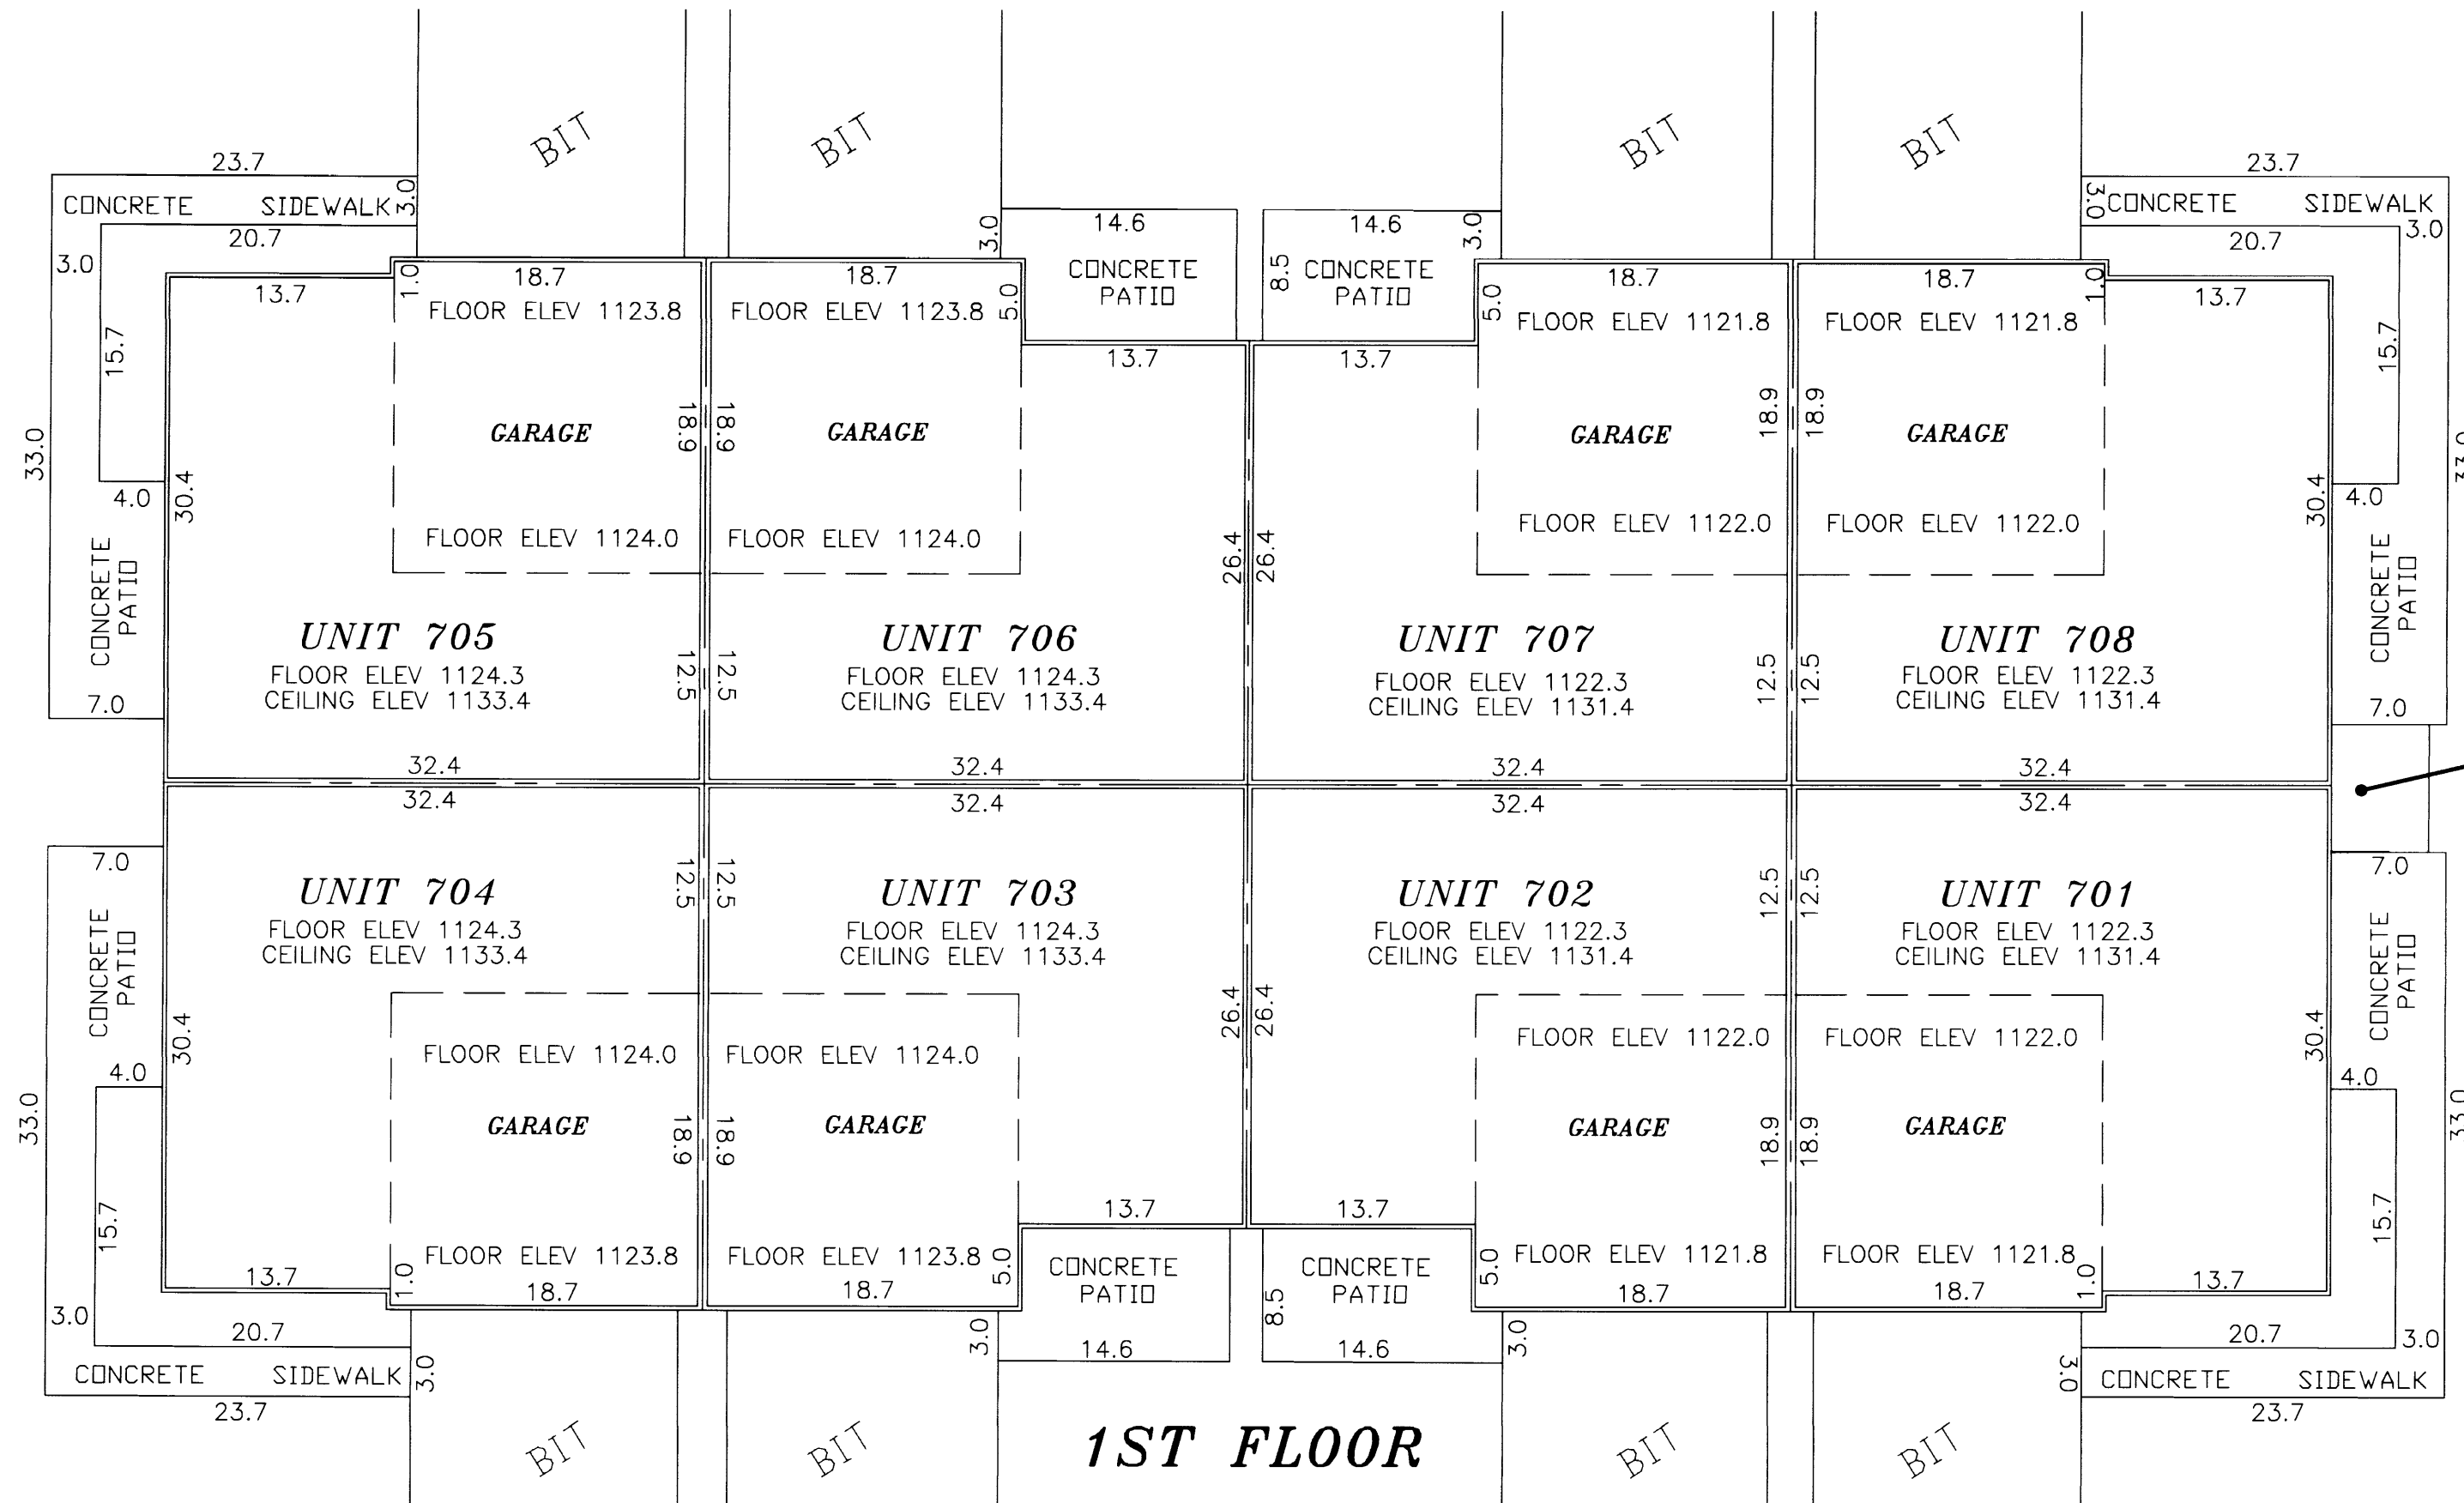 BIT BIT BIT BIT
23.7 23.7
CONCRETE SIDEWALK 3.0 3.0 CONCRETE SIDEWALK
20.7 3.0 14.6 14.6 3.0 20.7 3.0
3.0 CONCRETE PATIO 8.5 CONCRETE PATIO
13.7 1.0 18.7 18.7 5.0 5.0 18.7 18.7 1.0 13.7
FLOOR ELEV 1123.8 FLOOR ELEV 1123.8 FLOOR ELEV 1121.8 FLOOR ELEV 1121.8
15.7 13.7 13.7 15.7
18.9 18.9 18.9 18.9
GARAGE GARAGE GARAGE GARAGE
33.0 33.0
4.0 30.4 30.4 4.0
FLOOR ELEV 1124.0 FLOOR ELEV 1124.0 FLOOR ELEV 1122.0 FLOOR ELEV 1122.0
26.4 26.4
CONCRETE PATIO CONCRETE PATIO
UNIT 705 UNIT 706 UNIT 707 UNIT 708
FLOOR ELEV 1124.3 FLOOR ELEV 1124.3 FLOOR ELEV 1122.3 FLOOR ELEV 1122.3
CEILING ELEV 1133.4 CEILING ELEV 1133.4 CEILING ELEV 1131.4 CEILING ELEV 1131.4
12.5 12.5 12.5 12.5
7.0 7.0
32.4 32.4 32.4 32.4
32.4 32.4 32.4 32.4
7.0 7.0
12.5 12.5 12.5 12.5
UNIT 704 UNIT 703 UNIT 702 UNIT 701
FLOOR ELEV 1124.3 FLOOR ELEV 1124.3 FLOOR ELEV 1122.3 FLOOR ELEV 1122.3
CEILING ELEV 1133.4 CEILING ELEV 1133.4 CEILING ELEV 1131.4 CEILING ELEV 1131.4
CONCRETE PATIO CONCRETE PATIO
26.4 26.4
30.4 30.4
FLOOR ELEV 1124.0 FLOOR ELEV 1124.0 FLOOR ELEV 1122.0 FLOOR ELEV 1122.0
4.0 4.0
33.0 33.0
GARAGE GARAGE GARAGE GARAGE
18.9 18.9 18.9 18.9
15.7 13.7 13.7 15.7
FLOOR ELEV 1123.8 FLOOR ELEV 1123.8 FLOOR ELEV 1121.8 FLOOR ELEV 1121.8
13.7 1.0 18.7 18.7 5.0 5.0 18.7 18.7 1.0 13.7
CONCRETE PATIO 8.5 CONCRETE PATIO
3.0 20.7 3.0 14.6 14.6 3.0 20.7 3.0
CONCRETE SIDEWALK 3.0 3.0 CONCRETE SIDEWALK
23.7 23.7
BIT BIT 1ST FLOOR BIT BIT